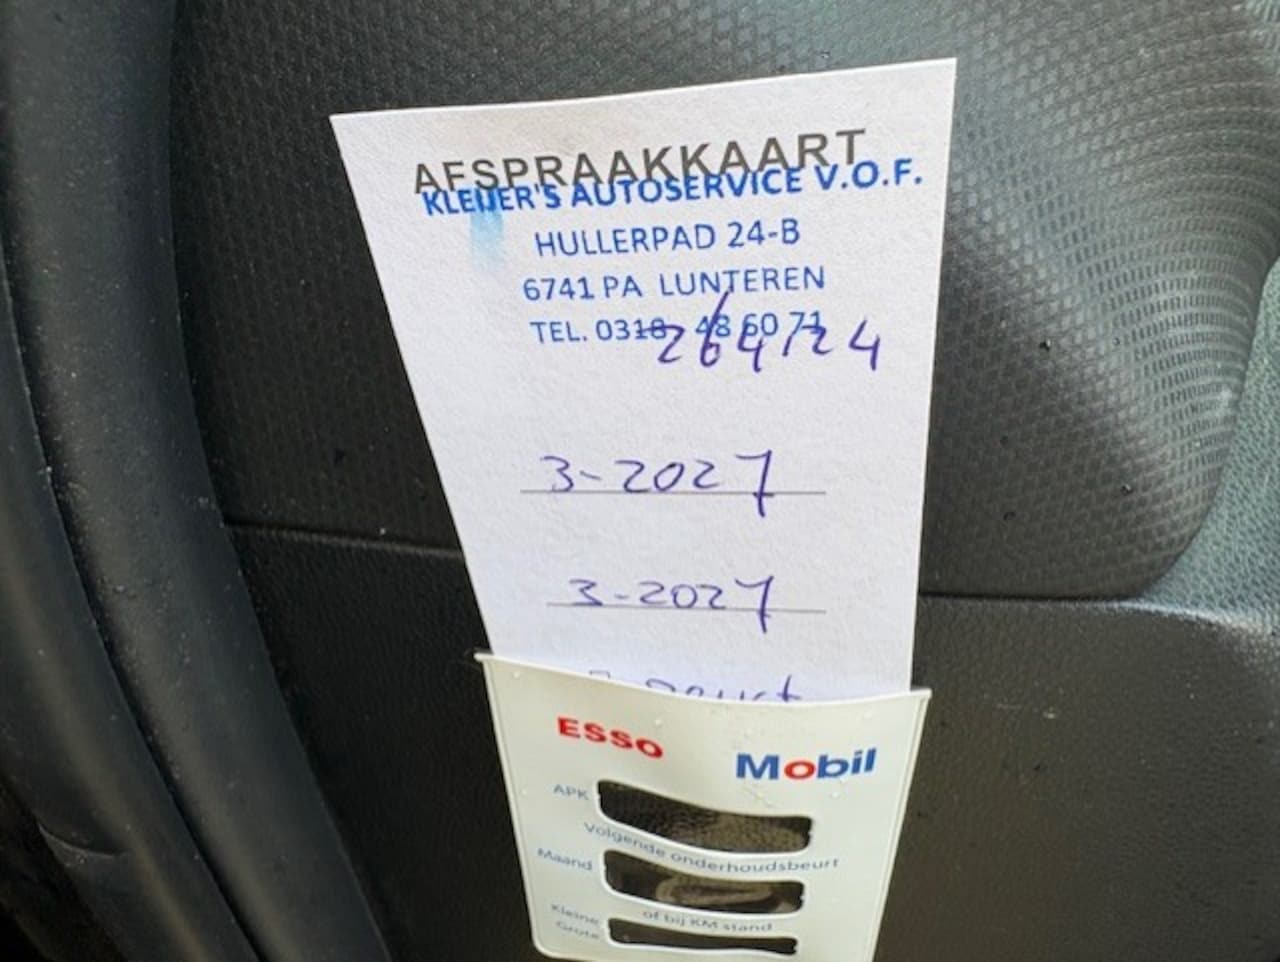 AFSPRAAKKAART
KLEIJER'S AUTOSERVICE V.O.F.
HULLERPAD 24-B
6741 PA LUNTEREN
TEL. 0318 - 48 60 71
3-2027
3-2027
ESSO Mobil
APK
Volgende onderhoudsbeurt
Maand
of bij KM stand
Kleine
Grote